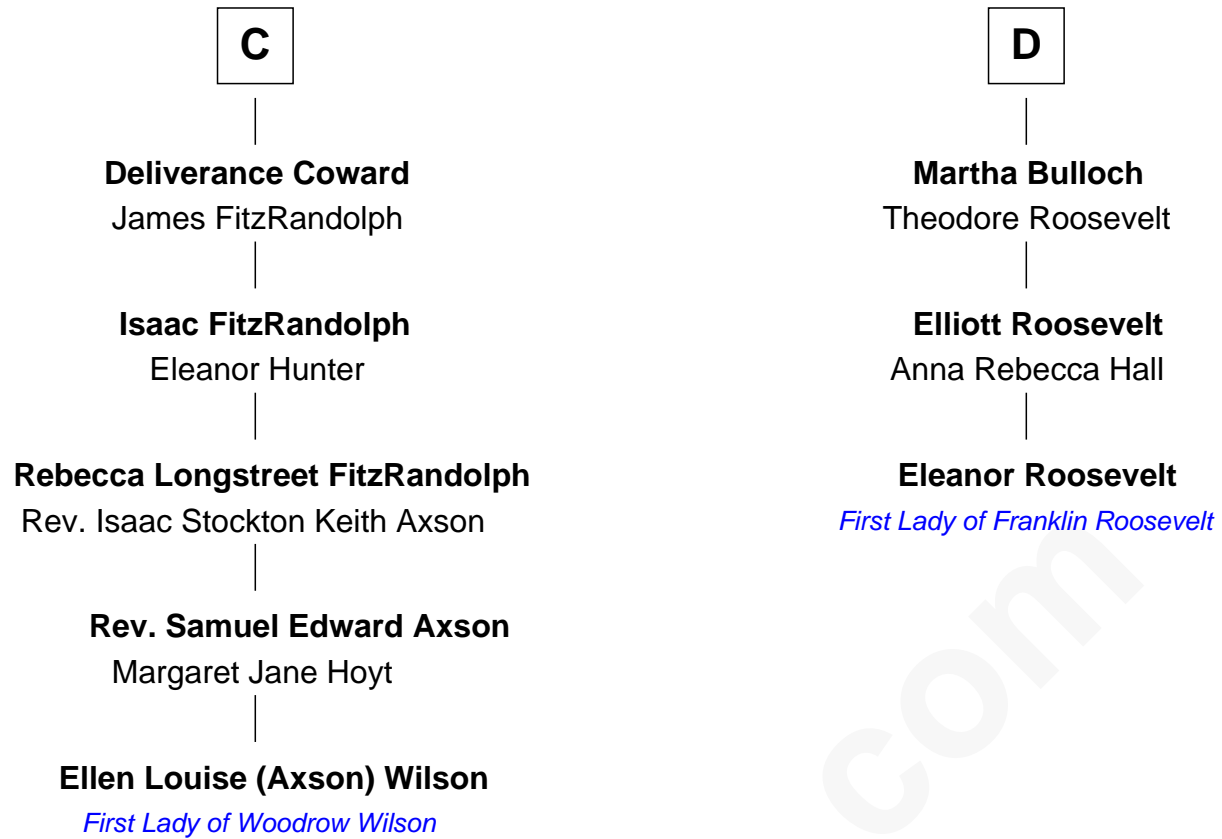 C
Deliverance Coward
James FitzRandolph
Isaac FitzRandolph
Eleanor Hunter
Rebecca Longstreet FitzRandolph
Rev. Isaac Stockton Keith Axson
Rev. Samuel Edward Axson
Margaret Jane Hoyt
Ellen Louise (Axson) Wilson
First Lady of Woodrow Wilson
D
Martha Bulloch
Theodore Roosevelt
Elliott Roosevelt
Anna Rebecca Hall
Eleanor Roosevelt
First Lady of Franklin Roosevelt
com